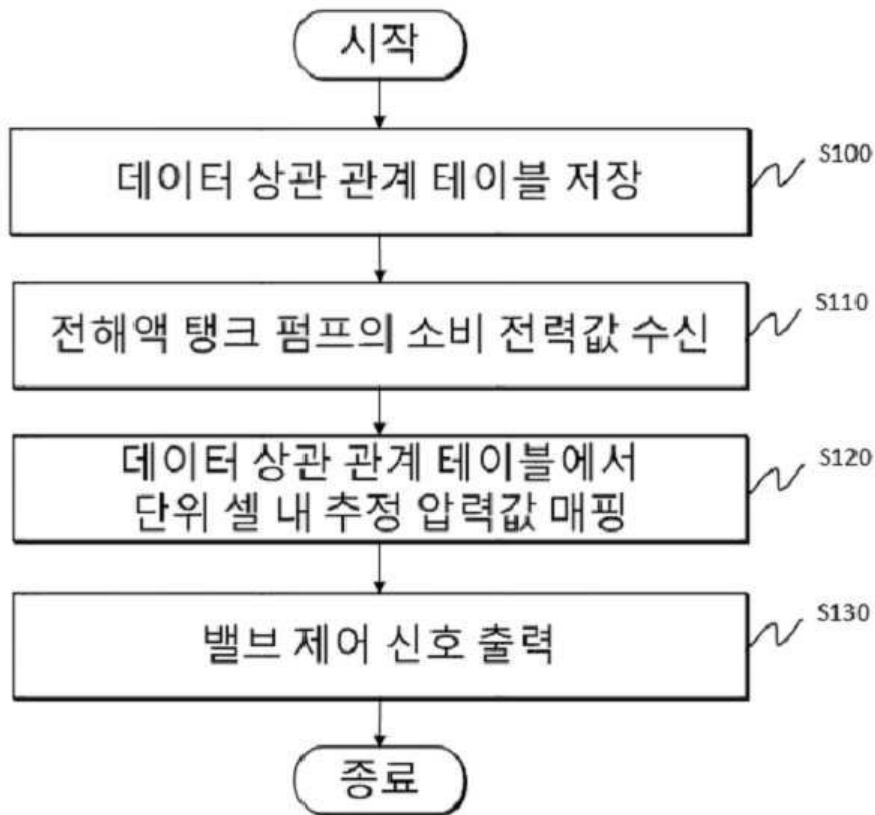 시작
데이터 상관 관계 테이블 저장
S100
전해액 탱크 펌프의 소비 전력값 수신
S110
데이터 상관 관계 테이블에서
단위 셀 내 추정 압력값 매핑
S120
밸브 제어 신호 출력
S130
종료